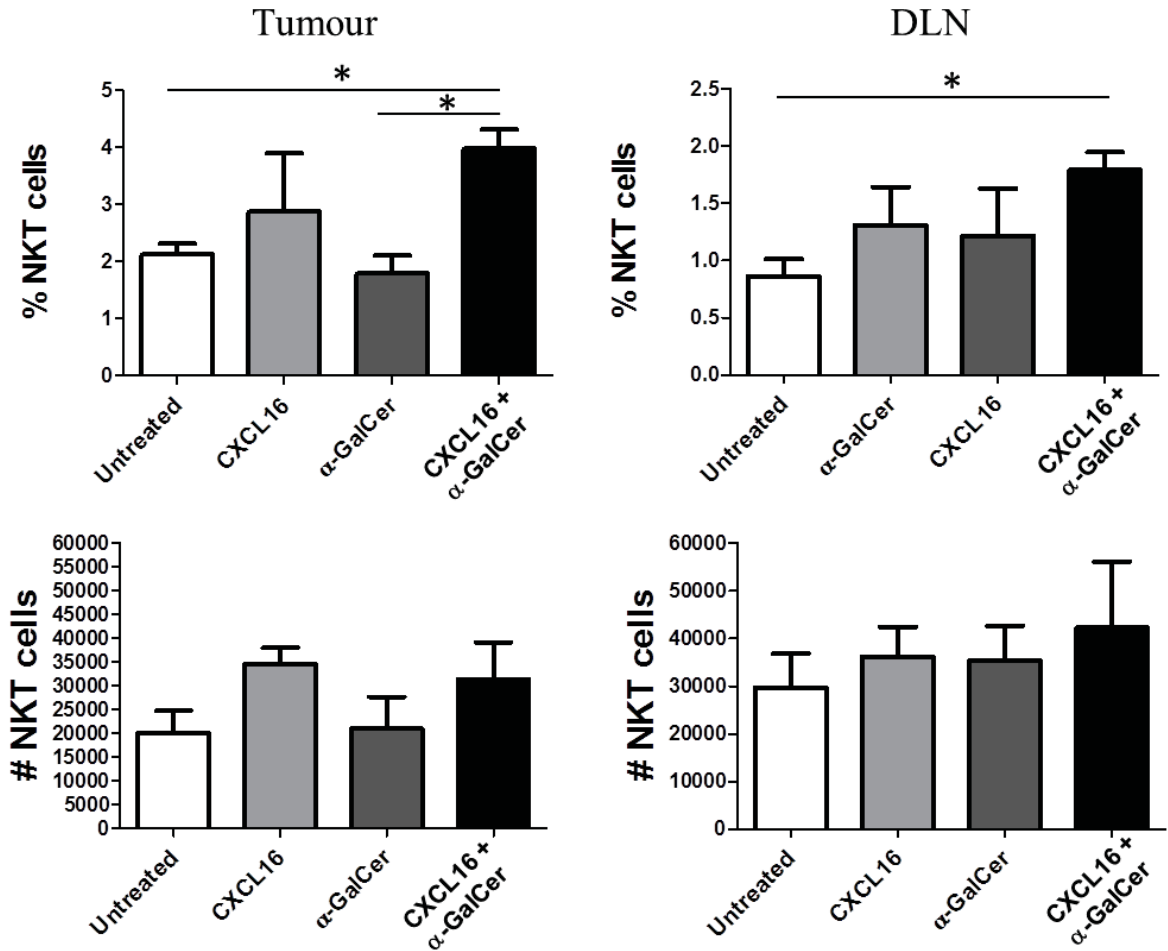 Tumour
DLN
% NKT cells
5
4
3
2
1
0
*
*
Untreated
CXCL16
α-GalCer
CXCL16 +
α-GalCer
% NKT cells
2.5
2.0
1.5
1.0
0.5
0.0
*
Untreated
α-GalCer
CXCL16
CXCL16 +
α-GalCer
# NKT cells
60000
55000
50000
45000
40000
35000
30000
25000
20000
15000
10000
5000
0
Untreated
CXCL16
α-GalCer
CXCL16 +
α-GalCer
# NKT cells
60000
50000
40000
30000
20000
10000
0
Untreated
CXCL16
α-GalCer
CXCL16 +
α-GalCer